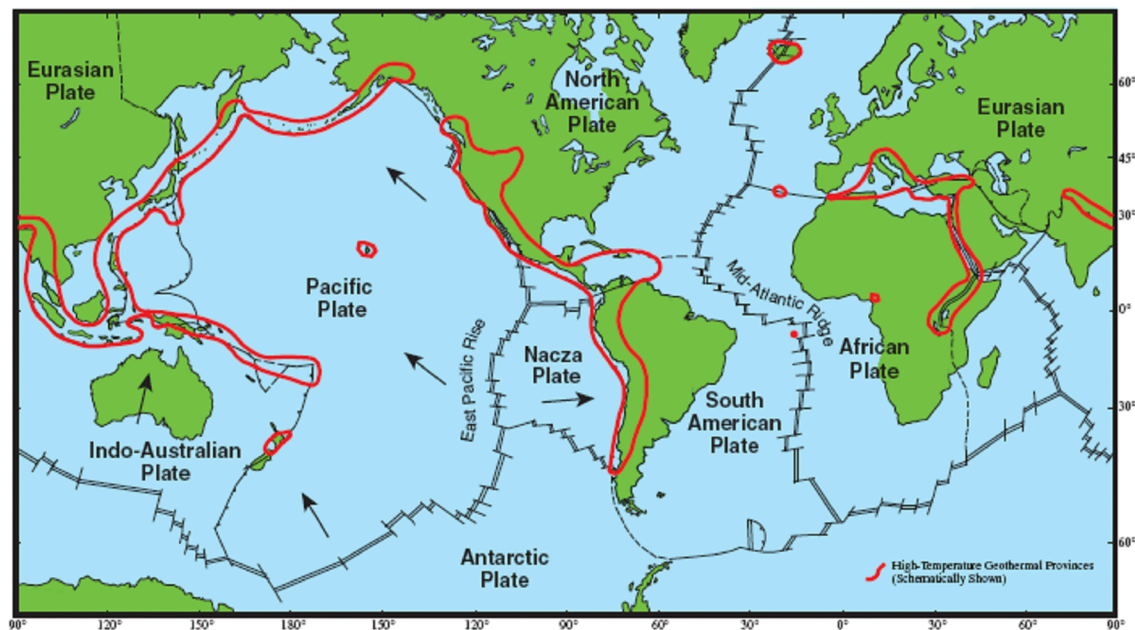 Eurasian
Plate
North
American
Plate
Eurasian
Plate
60°
45°
30°
Pacific
Plate
Mid-Atlantic Ridge
0°
East Pacific Rise
Nacza
Plate
African
Plate
South
American
Plate
30°
Indo-Australian
Plate
Antarctic
Plate
60°
High-Temperature Geothermal Provinces
(Schematically Shown)
90° 120° 150° 180° 150° 120° 90° 60° 30° 0° 30° 60° 90°